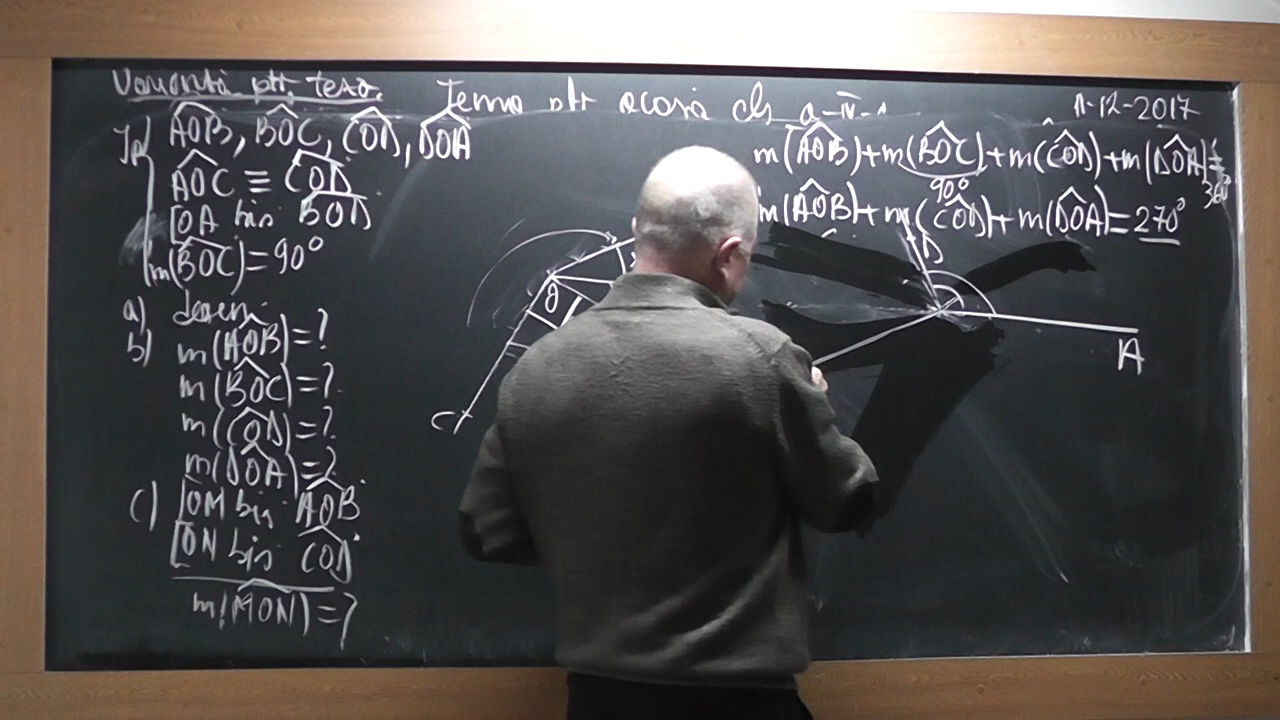 Variantă ptr. teză. Temă ptr acasă cls a-IV-a 11-12-2017
AOB, BOC, COD, DOA
AOC ≡ COD
[OA bis BOD
m(BOC)=90°
a) desen
b) m(AOB)=?
m(BOC)=?
m(COD)=?
m(DOA)=?
c) [OM bis AOB
[ON bis COD
m(MON)=?
m(AOB)+m(BOC)+m(COD)+m(DOA)=
360°
90°
m(AOB)+m(COD)+m(DOA)=270°
D
A
C